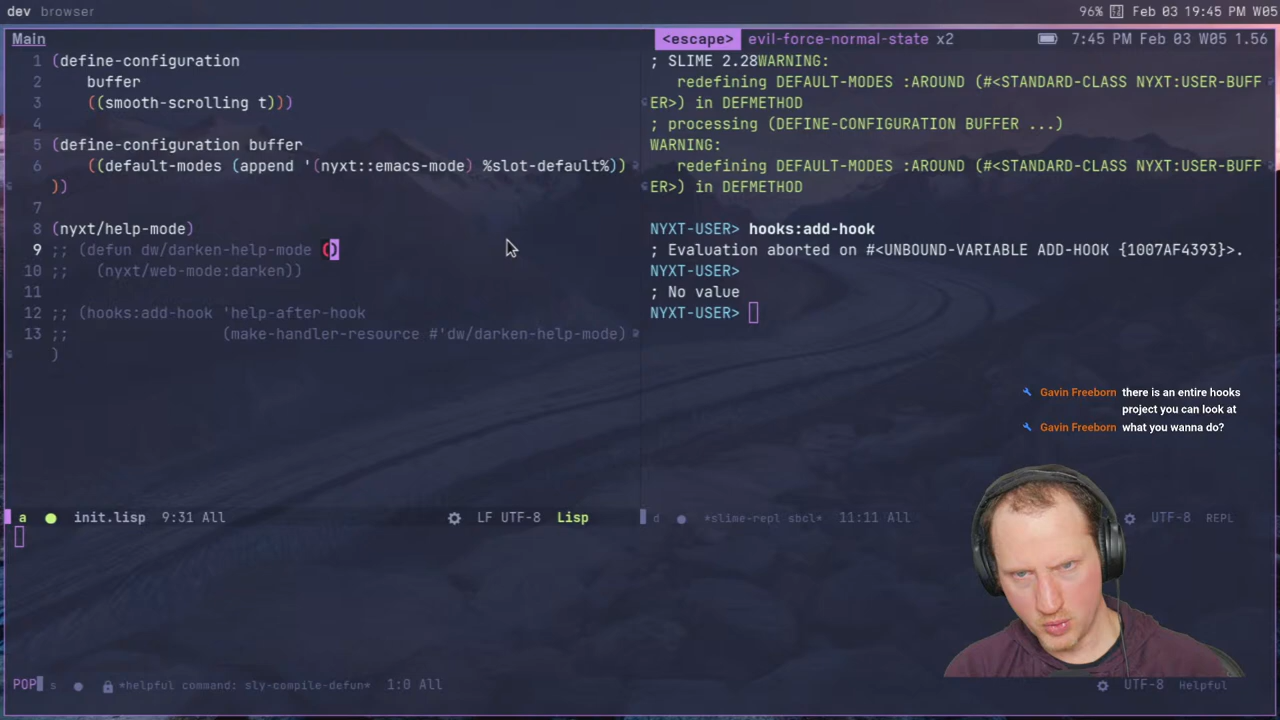 dev browser
96% Feb 03 19:45 PM W05
Main
<escape> evil-force-normal-state x2
7:45 PM Feb 03 W05 1.56
1 (define-configuration
2 buffer
3 ((smooth-scrolling t)))
4
5 (define-configuration buffer
6 ((default-modes (append '(nyxt::emacs-mode) %slot-default%))
))
7
8 (nyxt/help-mode)
9 ;; (defun dw/darken-help-mode ()
10 ;; (nyxt/web-mode:darken))
11
12 ;; (hooks:add-hook 'help-after-hook
13 ;; (make-handler-resource #'dw/darken-help-mode)
)
; SLIME 2.28WARNING:
redefining DEFAULT-MODES :AROUND (#<STANDARD-CLASS NYXT:USER-BUFF
ER>) in DEFMETHOD
; processing (DEFINE-CONFIGURATION BUFFER ...)
WARNING:
redefining DEFAULT-MODES :AROUND (#<STANDARD-CLASS NYXT:USER-BUFF
ER>) in DEFMETHOD
NYXT-USER> hooks:add-hook
; Evaluation aborted on #<UNBOUND-VARIABLE ADD-HOOK {1007AF4393}>.
NYXT-USER>
; No value
NYXT-USER>
Gavin Freeborn there is an entire hooks
project you can look at
Gavin Freeborn what you wanna do?
a init.lisp 9:31 All LF UTF-8 Lisp
d *slime-repl sbcl* 11:11 All UTF-8 REPL
POP s *helpful command: sly-compile-defun* 1:0 All UTF-8 Helpful